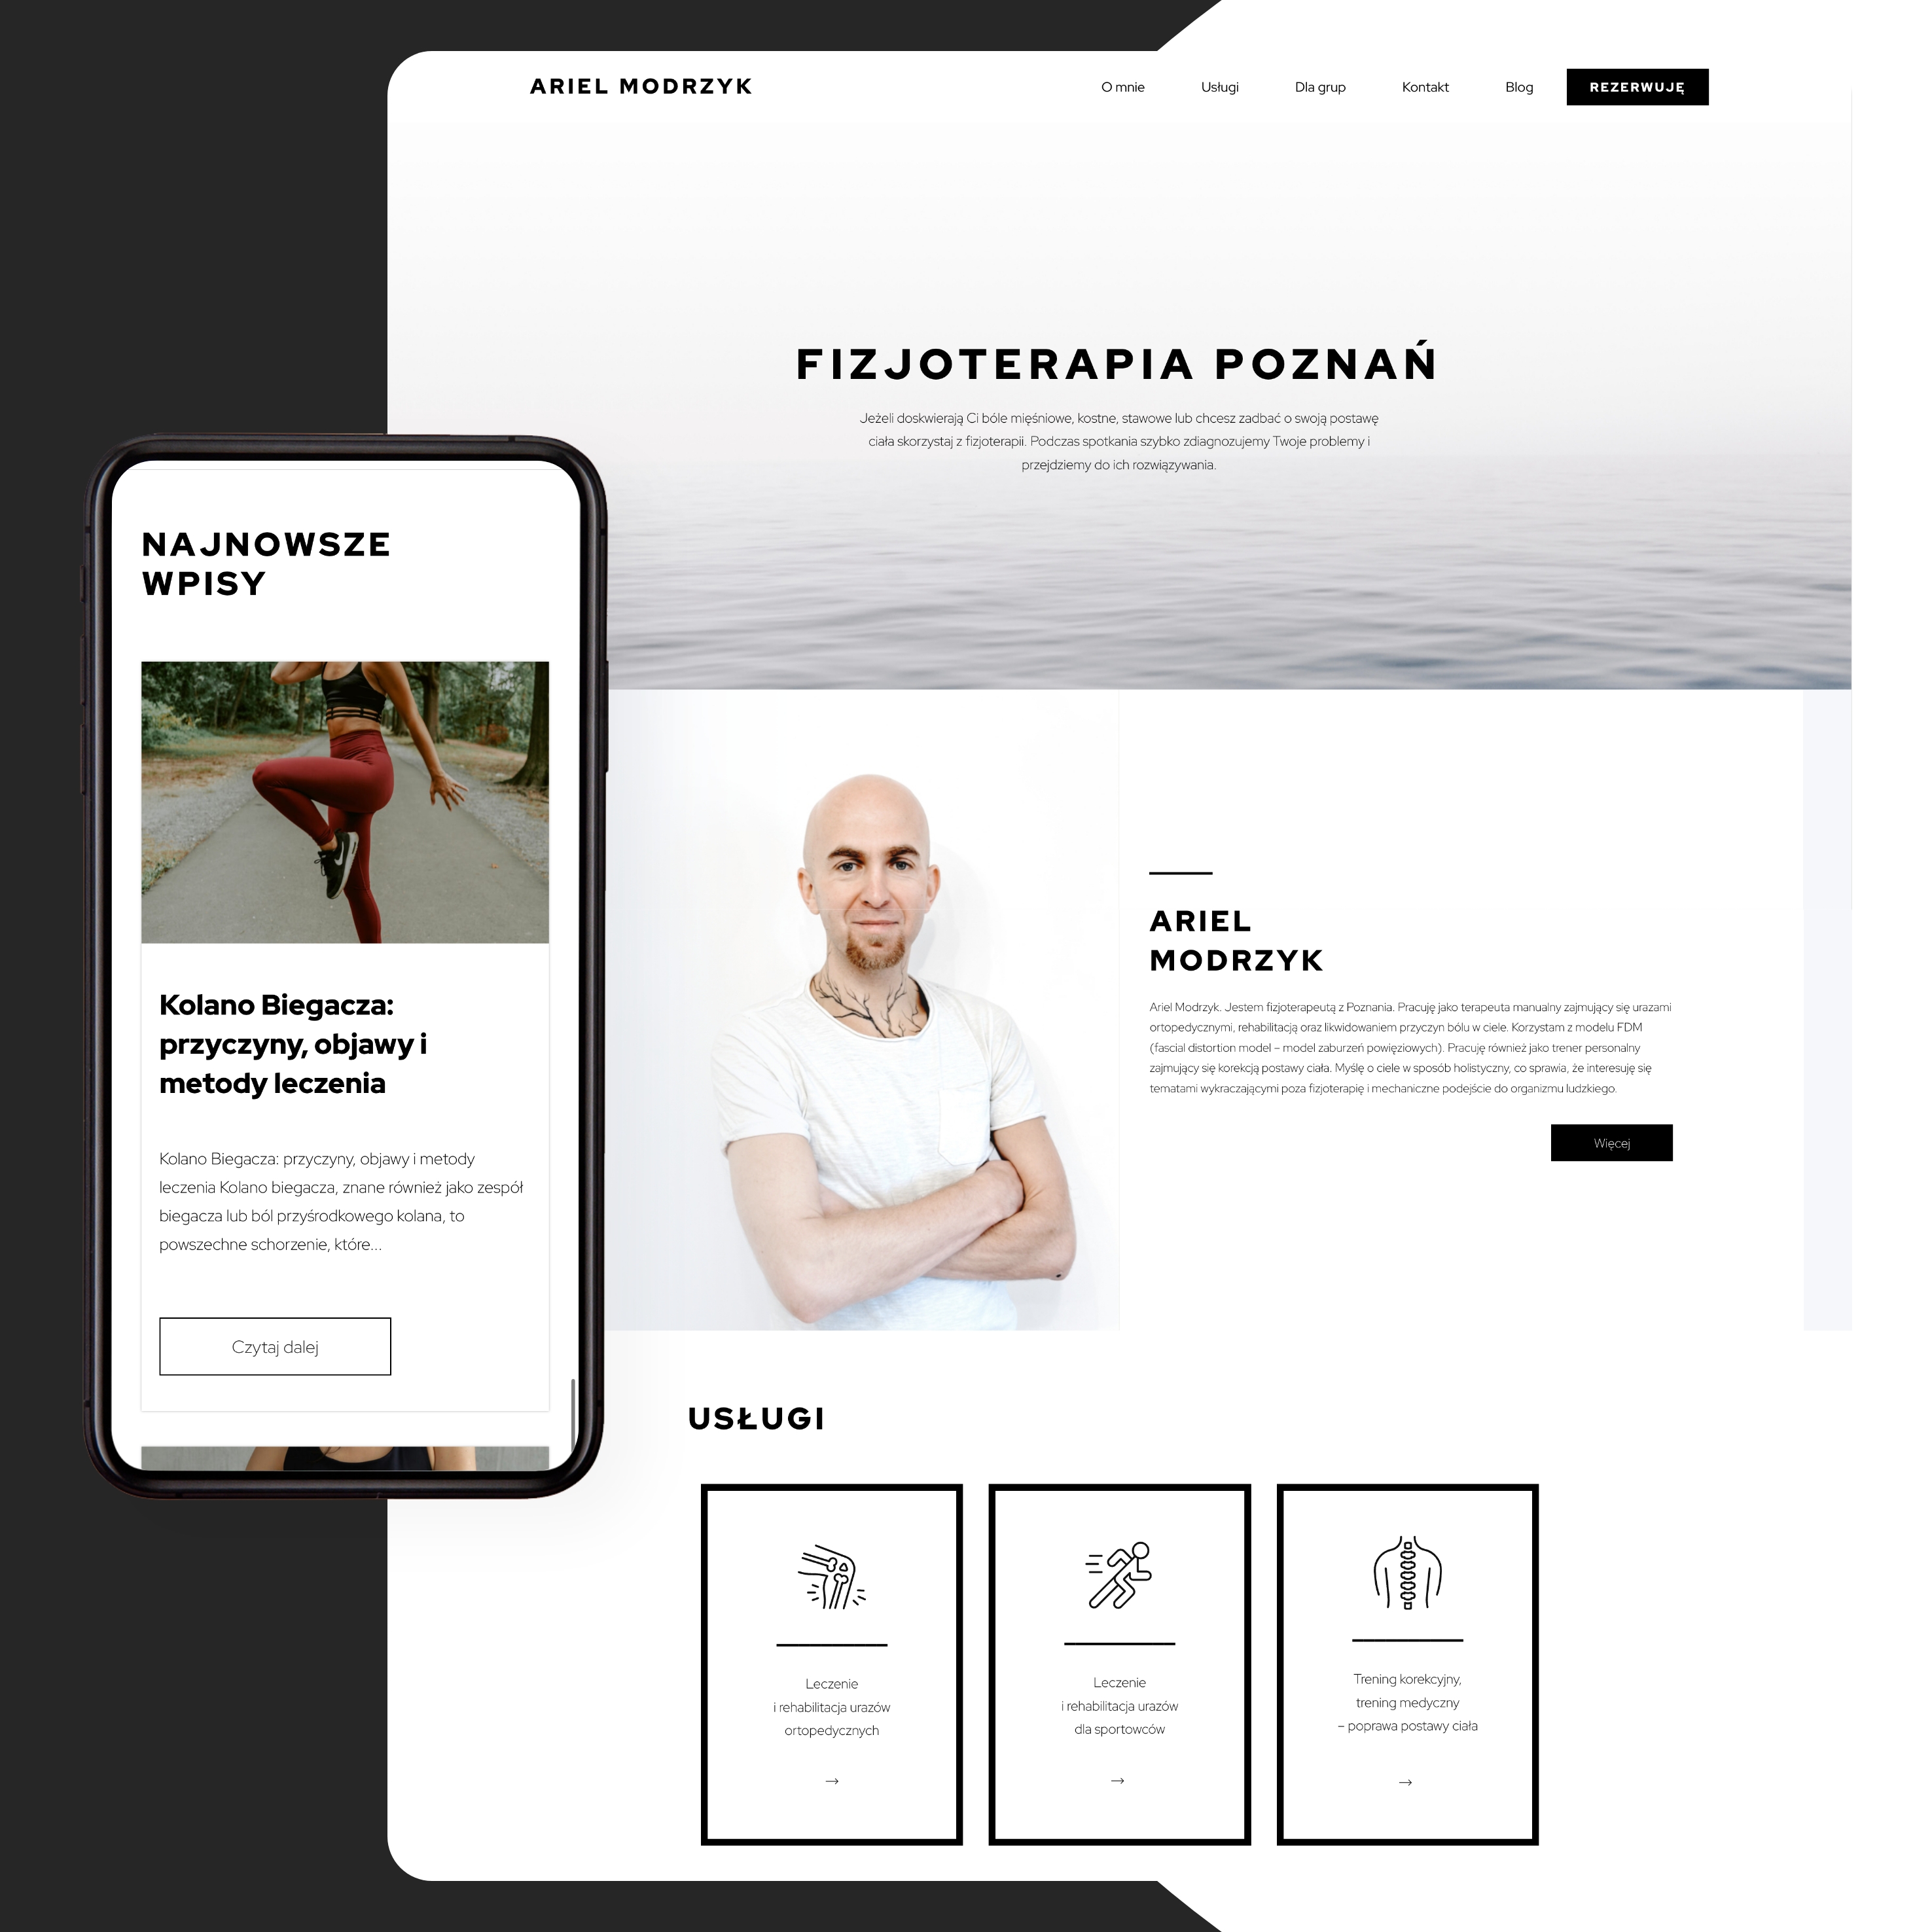 ARIEL MODRZYK
O mnie
Usługi
Dla grup
Kontakt
Blog
REZERWUJĘ
FIZJOTERAPIA POZNAŃ
Jeżeli doskwierają Ci bóle mięśniowe, kostne, stawowe lub chcesz zadbać o swoją postawę
ciała skorzystaj z fizjoterapii. Podczas spotkania szybko zdiagnozujemy Twoje problemy i
przejdziemy do ich rozwiązywania.
NAJNOWSZE
WPISY
Kolano Biegacza:
przyczyny, objawy i
metody leczenia
Kolano Biegacza: przyczyny, objawy i metody
leczenia Kolano biegacza, znane również jako zespół
biegacza lub ból przyśrodkowego kolana, to
powszechne schorzenie, które...
Czytaj dalej
ARIEL
MODRZYK
Ariel Modrzyk. Jestem fizjoterapeutą z Poznania. Pracuję jako terapeuta manualny zajmujący się urazami
ortopedycznymi, rehabilitacją oraz likwidowaniem przyczyn bólu w ciele. Korzystam z modelu FDM
(fascial distortion model – model zaburzeń powięziowych). Pracuję również jako trener personalny
zajmujący się korekcją postawy ciała. Myślę o ciele w sposób holistyczny, co sprawia, że interesuję się
tematami wykraczającymi poza fizjoterapię i mechaniczne podejście do organizmu ludzkiego.
Więcej
USŁUGI
Leczenie
i rehabilitacja urazów
ortopedycznych
→
Leczenie
i rehabilitacja urazów
dla sportowców
→
Trening korekcyjny,
trening medyczny
– poprawa postawy ciała
→